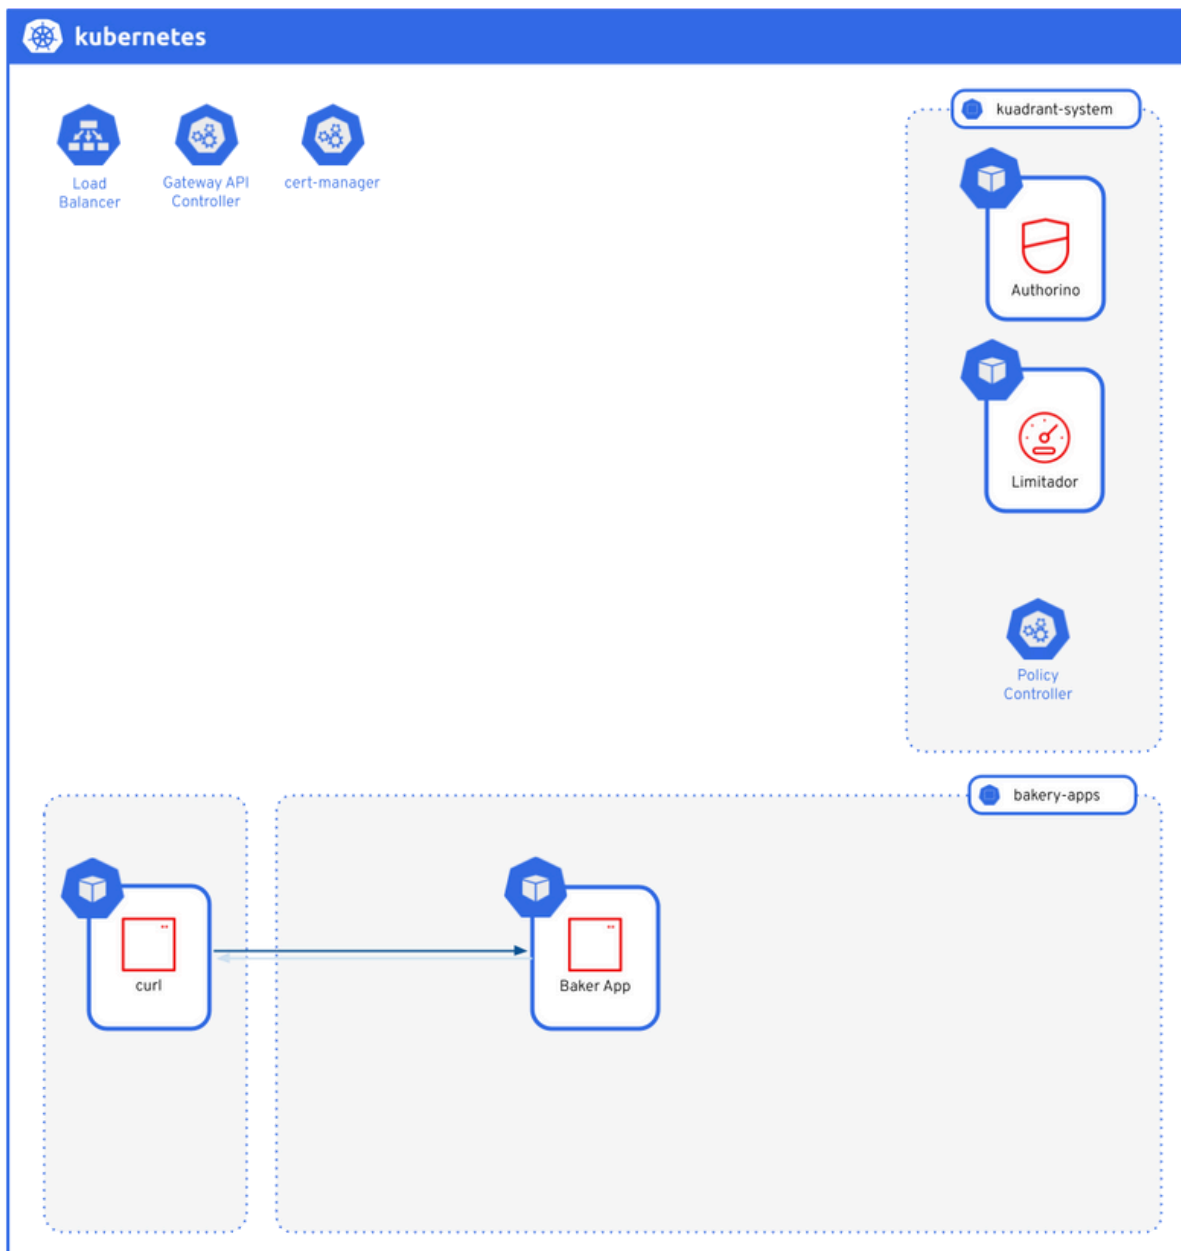 kubernetes
Load
Balancer
Gateway API
Controller
cert-manager
kuadrant-system
Authorino
Limitador
Policy
Controller
bakery-apps
curl
Baker App